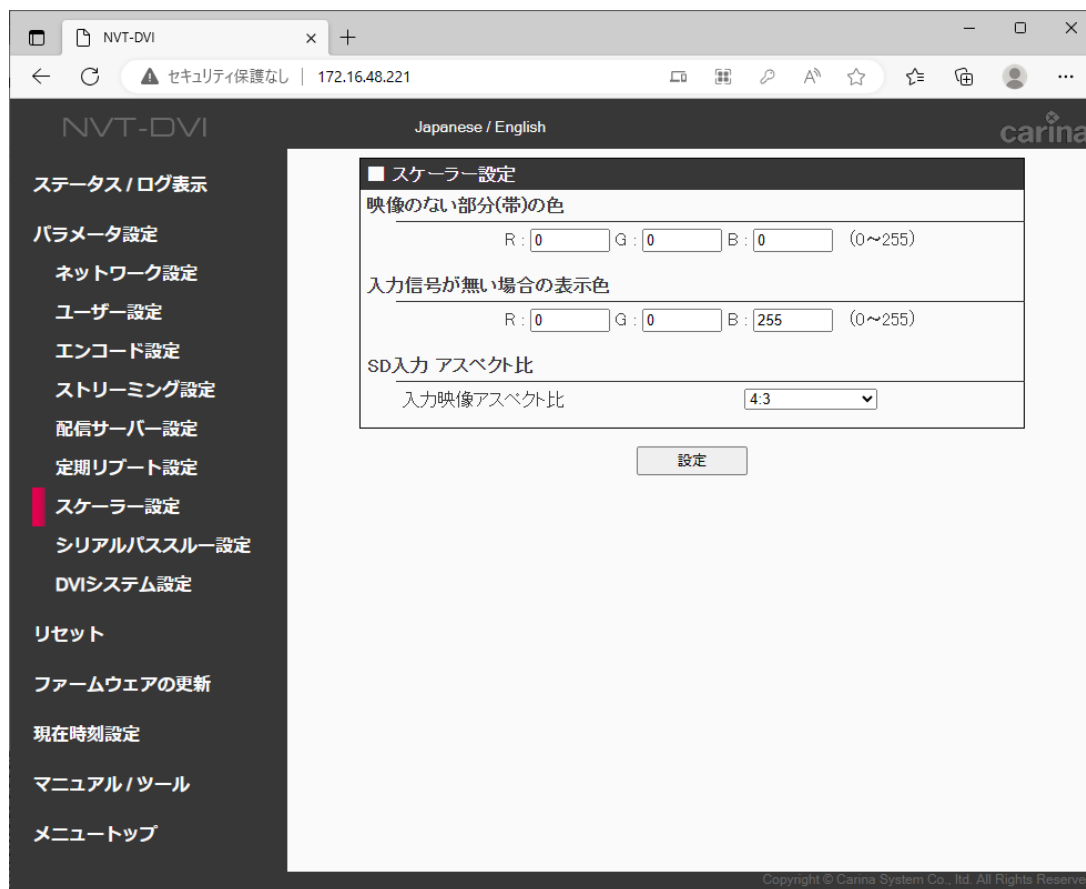 NVT-DVI
セキュリティ保護なし 172.16.48.221
NVT-DVI
Japanese / English
carina
ステータス / ログ表示
パラメータ設定
ネットワーク設定
ユーザー設定
エンコード設定
ストリーミング設定
配信サーバー設定
定期リブート設定
スケーラー設定
シリアルパススルー設定
DVIシステム設定
リセット
ファームウェアの更新
現在時刻設定
マニュアル / ツール
メニュートップ
■ スケーラー設定
映像のない部分(帯)の色
R : 0 G : 0 B : 0 (0~255)
入力信号が無い場合の表示色
R : 0 G : 0 B : 255 (0~255)
SD入力 アスペクト比
入力映像アスペクト比 4:3
設定
Copyright © Carina System Co., ltd. All Rights Reserve